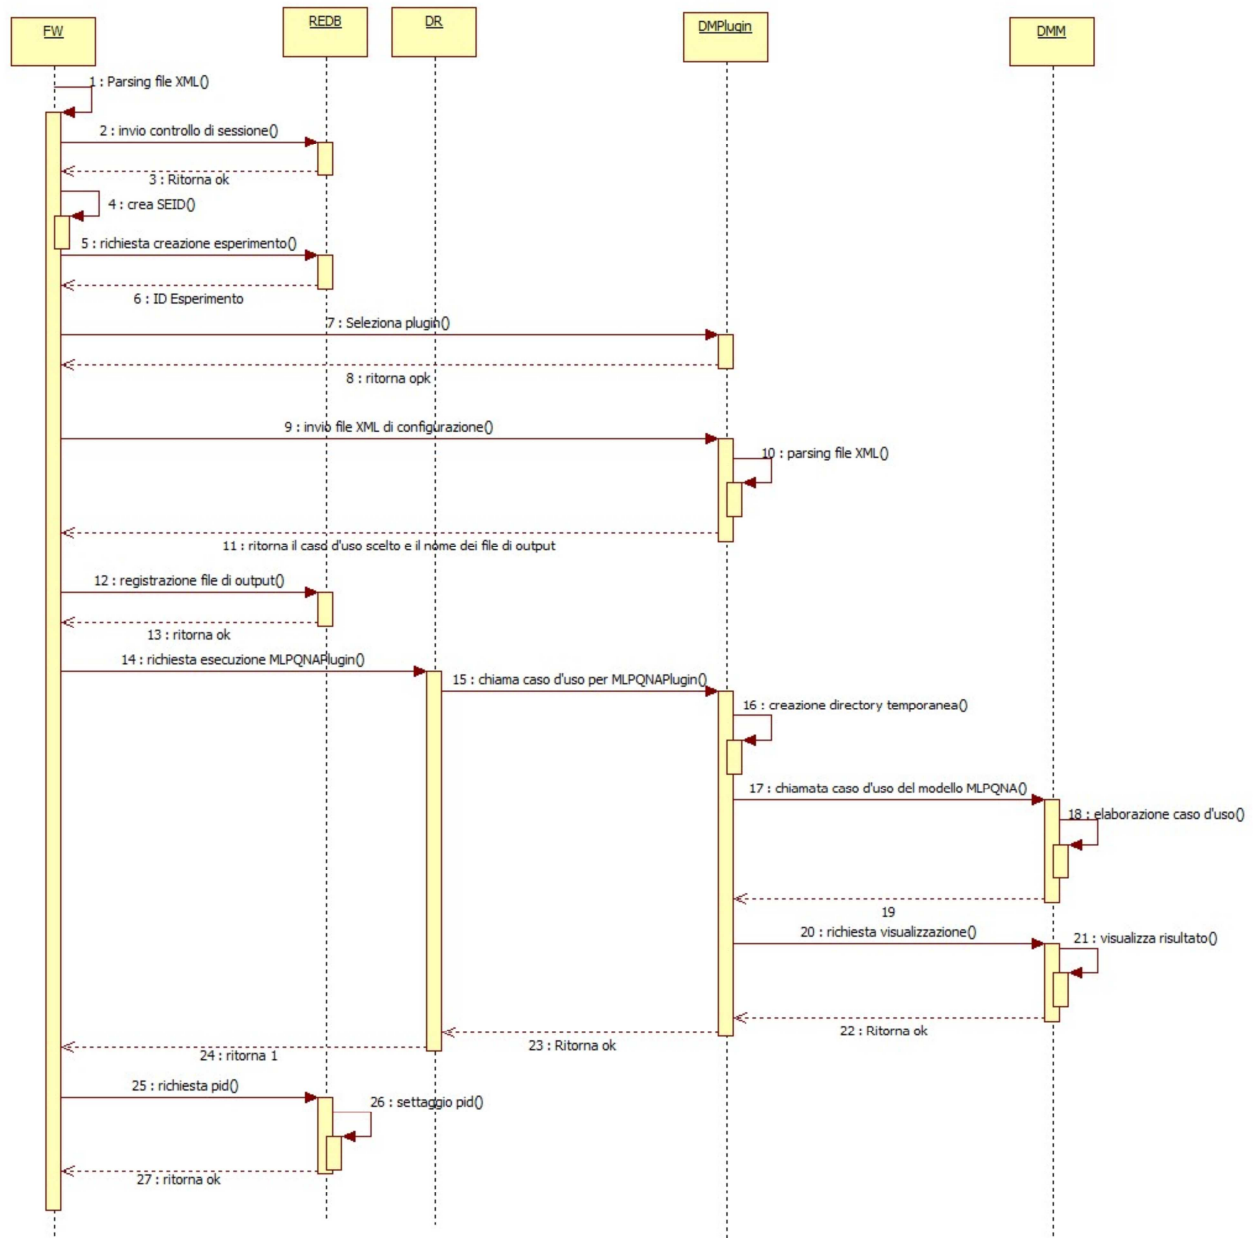 FW
REDB
DR
DMPlugin
DMM
1 : Parsing file XML()
2 : invio controllo di sessione()
3 : Ritorna ok
4 : crea SEID()
5 : richiesta creazione esperimento()
6 : ID Esperimento
7 : Seleziona plugin()
8 : ritorna opk
9 : invio file XML di configurazione()
10 : parsing file XML()
11 : ritorna il caso d'uso scelto e il nome dei file di output
12 : registrazione file di output()
13 : ritorna ok
14 : richiesta esecuzione MLPQNAPlugin()
15 : chiama caso d'uso per MLPQNAPlugin()
16 : creazione directory temporanea()
17 : chiamata caso d'uso del modello MLPQNA()
18 : elaborazione caso d'uso()
19
20 : richiesta visualizzazione()
21 : visualizza risultato()
22 : Ritorna ok
23 : Ritorna ok
24 : ritorna 1
25 : richiesta pid()
26 : settaggio pid()
27 : ritorna ok